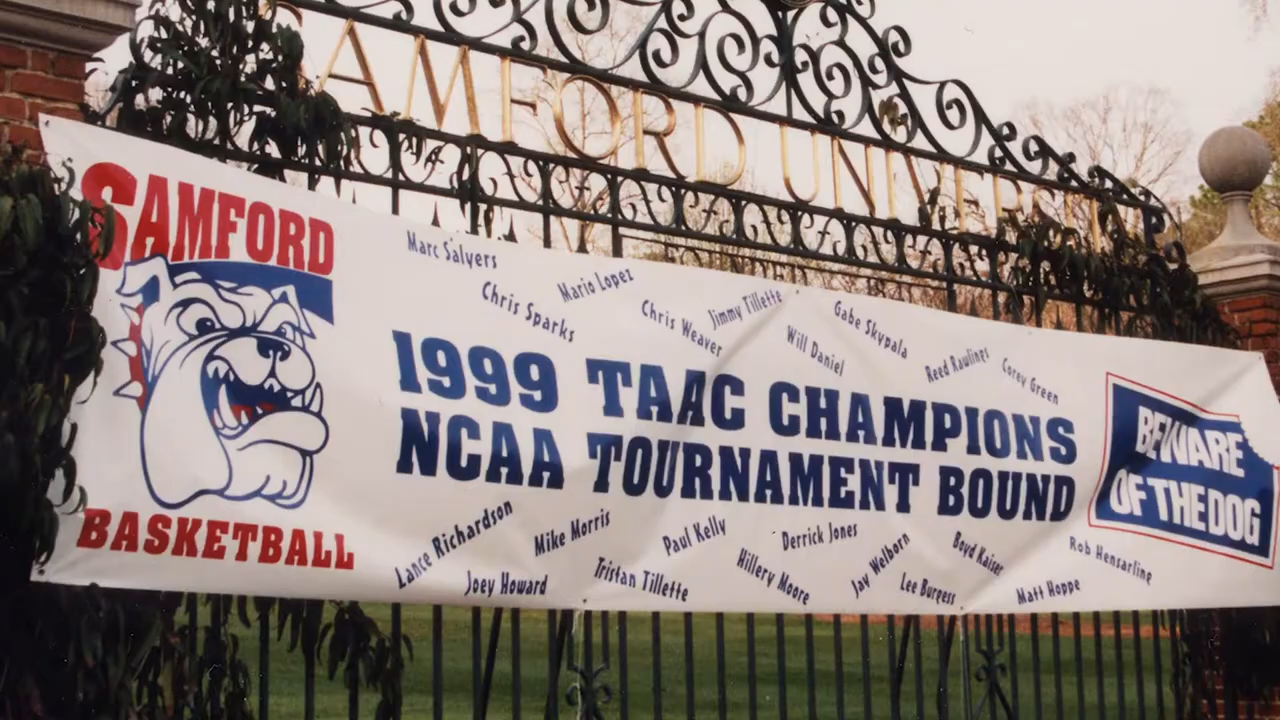 SAMFORD UNIVERSITY
SAMFORD
BASKETBALL
Marc Salyers
Chris Sparks
Mario Lopez
Chris Weaver
Jimmy Tillette
Will Daniel
Gabe Skypala
Reed Rawlings
Corey Green
1999 TAAC CHAMPIONS
NCAA TOURNAMENT BOUND
BEWARE
OF THE DOG
Lance Richardson
Joey Howard
Mike Morris
Tristan Tillette
Paul Kelly
Hillery Moore
Derrick Jones
Jay Welborn
Lee Burgess
Boyd Kaiser
Matt Hoppe
Rob Hensarline